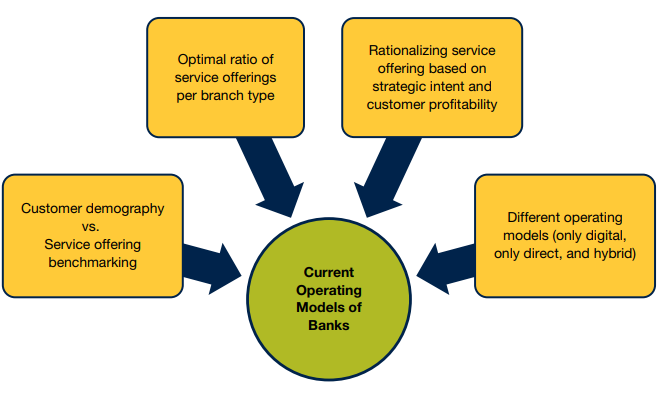 Optimal ratio of
service offerings
per branch type
Rationalizing service
offering based on
strategic intent and
customer profitability
Customer demography
vs.
Service offering
benchmarking
Different operating
models (only digital,
only direct, and hybrid)
Current
Operating
Models of
Banks